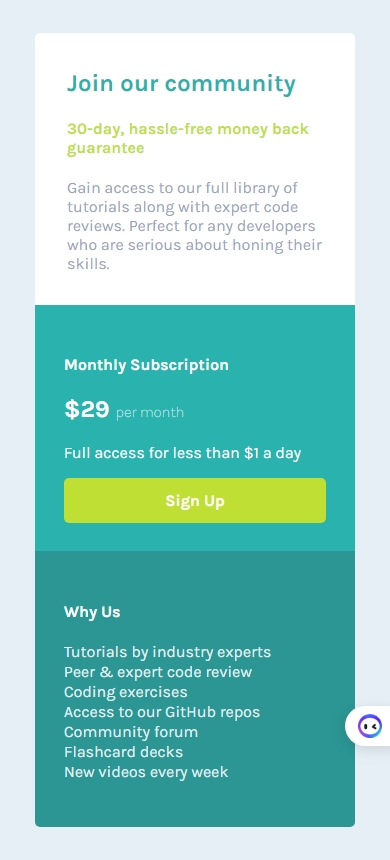 Join our community
30-day, hassle-free money back
guarantee
Gain access to our full library of
tutorials along with expert code
reviews. Perfect for any developers
who are serious about honing their
skills.
Monthly Subscription
$29 per month
Full access for less than $1 a day
Sign Up
Why Us
Tutorials by industry experts
Peer & expert code review
Coding exercises
Access to our GitHub repos
Community forum
Flashcard decks
New videos every week